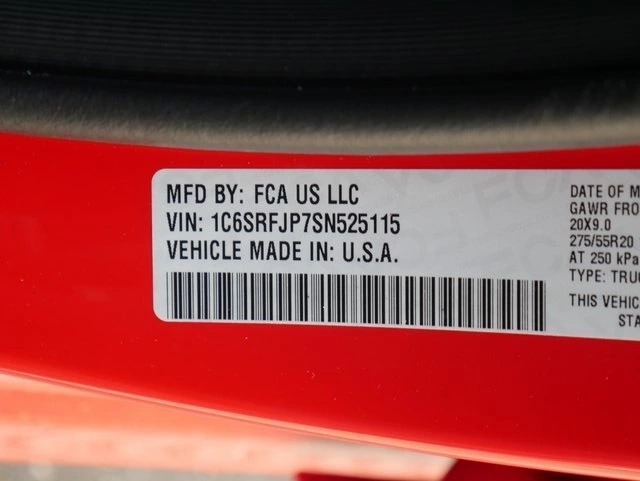 MFD BY: FCA US LLC
VIN: 1C6SRFJP7SN525115
VEHICLE MADE IN: U.S.A.
DATE OF M
GAWR FRO
20X9.0
275/55R20
AT 250 kPa
TYPE: TRU
THIS VEHIC
STA